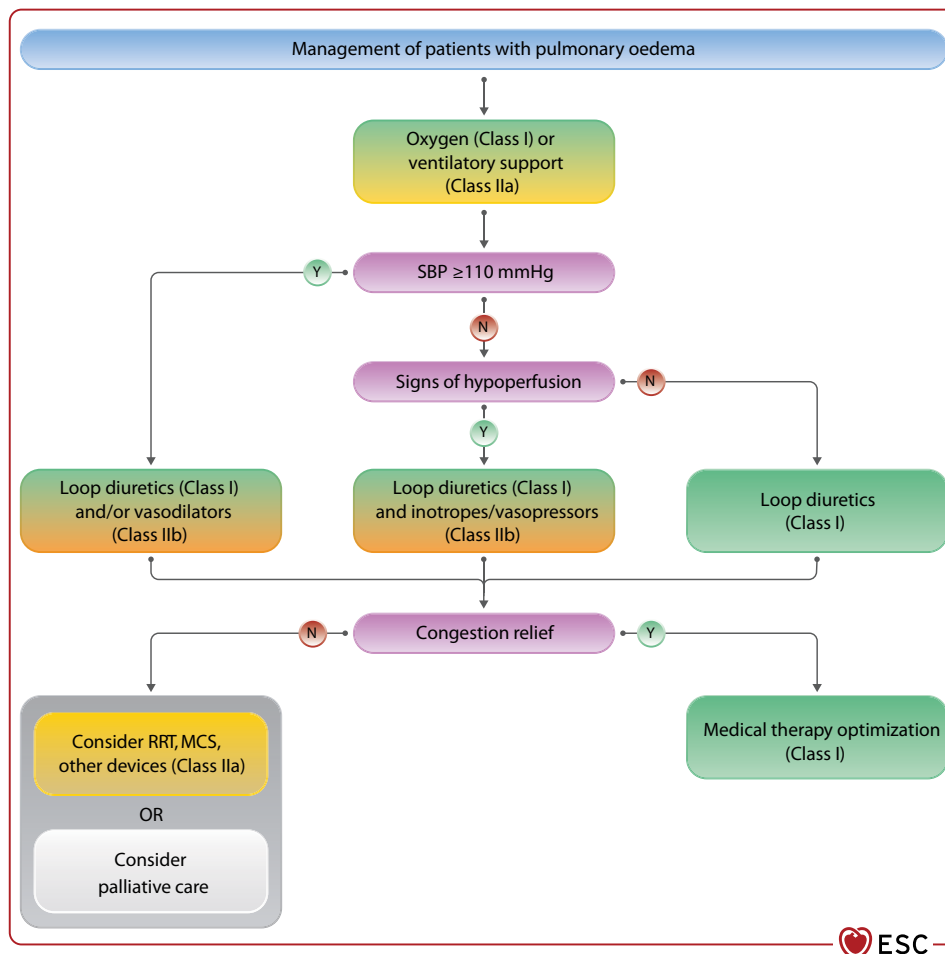 Management of patients with pulmonary oedema
Oxygen (Class I) or
ventilatory support
(Class IIa)
Y
SBP ≥110 mmHg
N
Signs of hypoperfusion
N
Y
Loop diuretics (Class I)
and/or vasodilators
(Class IIb)
Loop diuretics (Class I)
and inotropes/vasopressors
(Class IIb)
Loop diuretics
(Class I)
N
Congestion relief
Y
Consider RRT, MCS,
other devices (Class IIa)
OR
Consider
palliative care
Medical therapy optimization
(Class I)
ESC